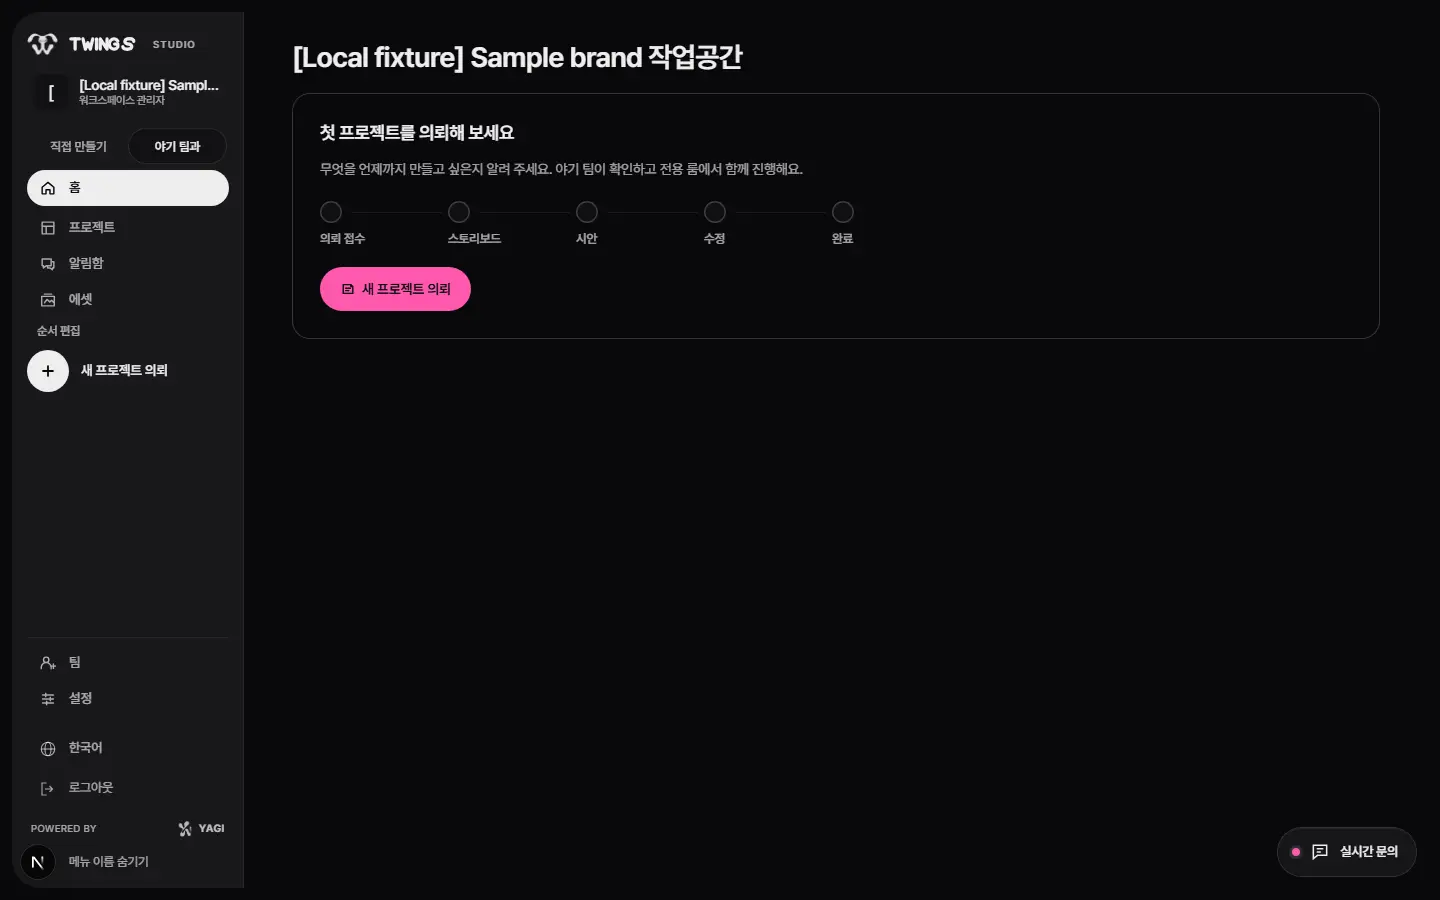 TWINGS STUDIO
[Local fixture] Sampl...
워크스페이스 관리자
[
직접 만들기
야기 팀과
홈
프로젝트
알림함
에셋
순서 편집
새 프로젝트 의뢰
팀
설정
한국어
로그아웃
POWERED BY YAGI
N
메뉴 이름 숨기기
[Local fixture] Sample brand 작업공간
첫 프로젝트를 의뢰해 보세요
무엇을 언제까지 만들고 싶은지 알려 주세요. 야기 팀이 확인하고 전용 룸에서 함께 진행해요.
의뢰 접수
스토리보드
시안
수정
완료
새 프로젝트 의뢰
실시간 문의